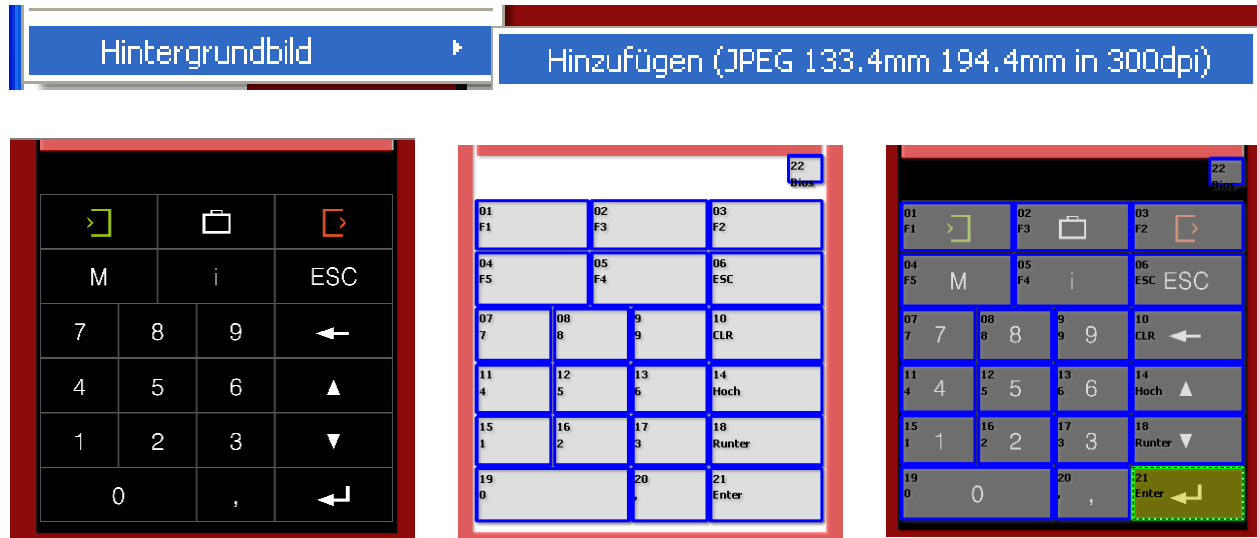 Hintergrundbild
Hinzufügen (JPEG 133.4mm 194.4mm in 300dpi)
M i ESC
7 8 9
4 5 6
1 2 3
0 ,
22
Bios
01 02 03
F1 F3 F2
04 05 06
F5 F4 ESC
07 08 9 10
7 8 9 CLR
11 12 13 14
4 5 6 Hoch
15 16 17 18
1 2 3 Runter
19 20 21
0 , Enter
22
Bios
01 02 03
F1 F3 F2
04 05 06
F5 M F4 i ESC ESC
07 08 9 10
7 7 8 8 9 9 CLR
11 12 13 14
4 4 5 5 6 6 Hoch
15 16 17 18
1 1 2 2 3 3 Runter
19 20 21
0 0 , , Enter